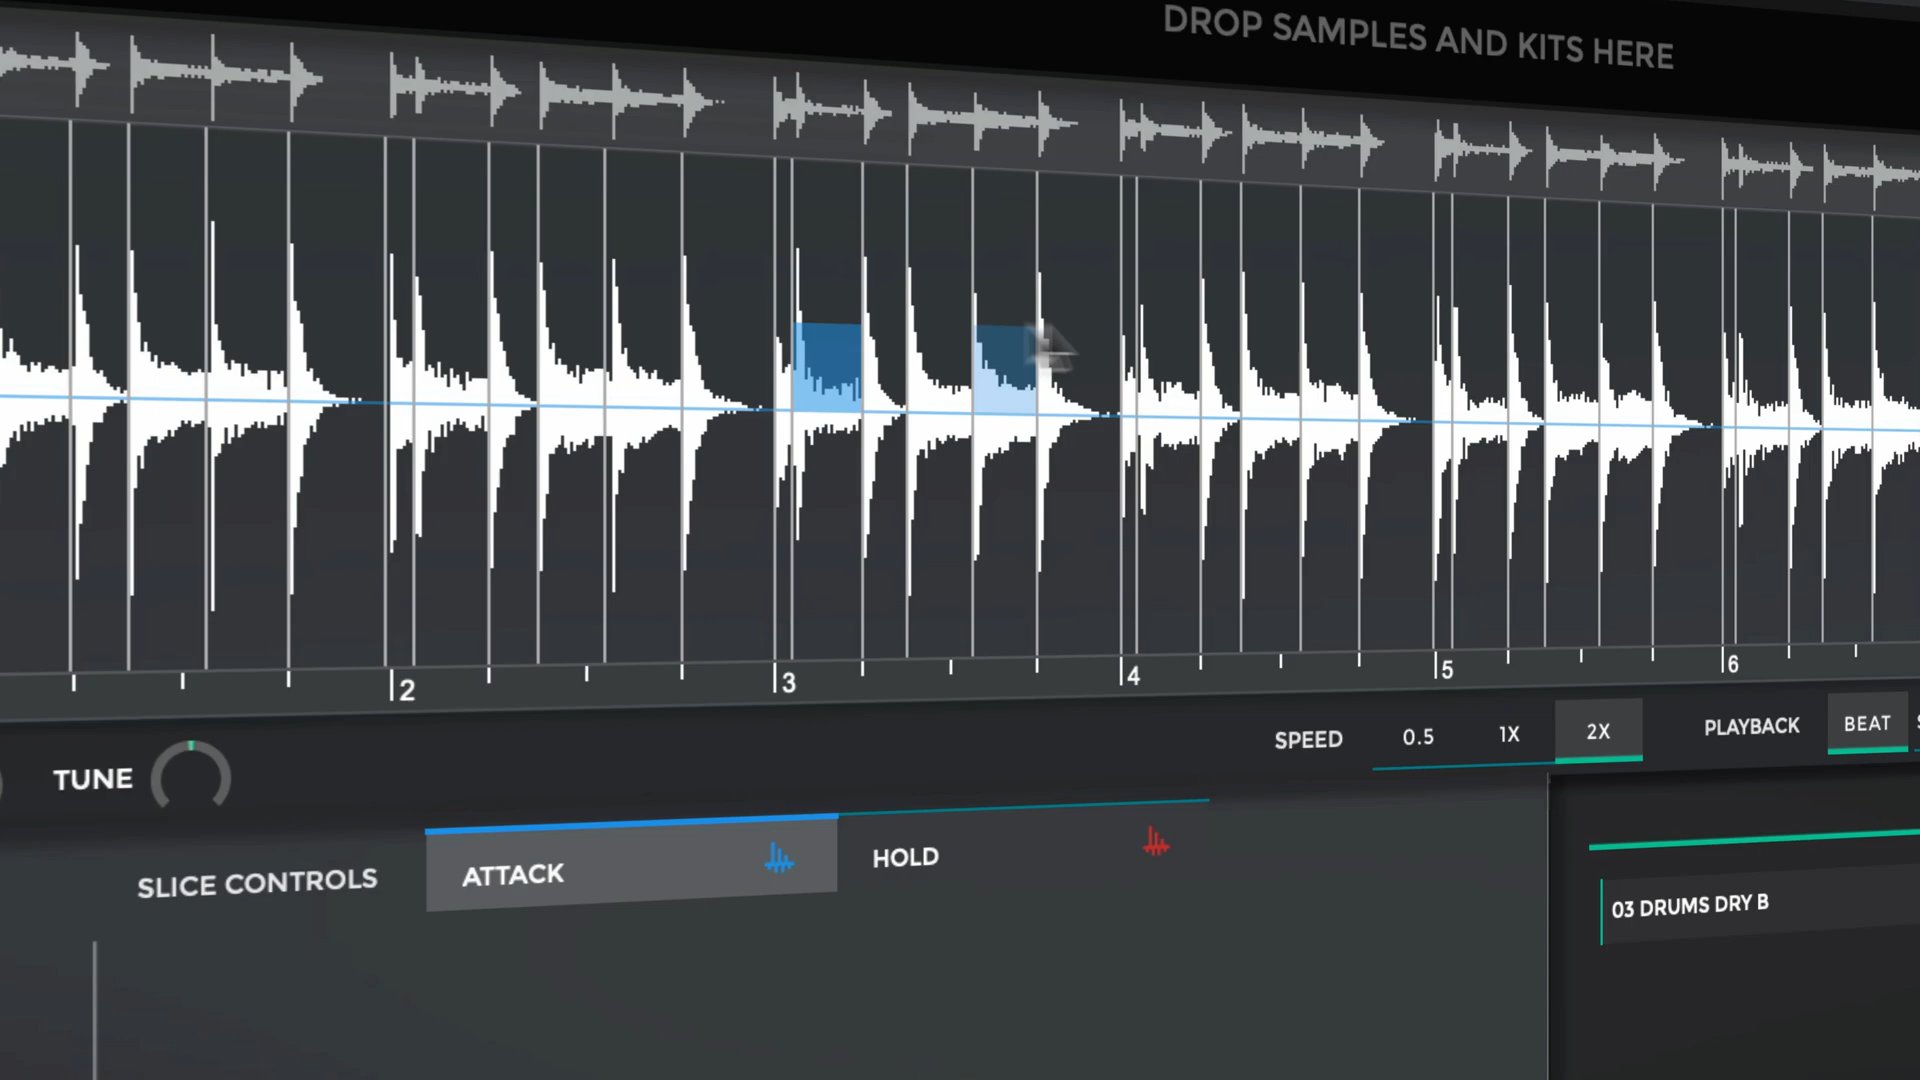 DROP SAMPLES AND KITS HERE
2
3
4
5
6
TUNE
SPEED
0.5
1X
2X
PLAYBACK
BEAT
SLICE CONTROLS
ATTACK
HOLD
03 DRUMS DRY B